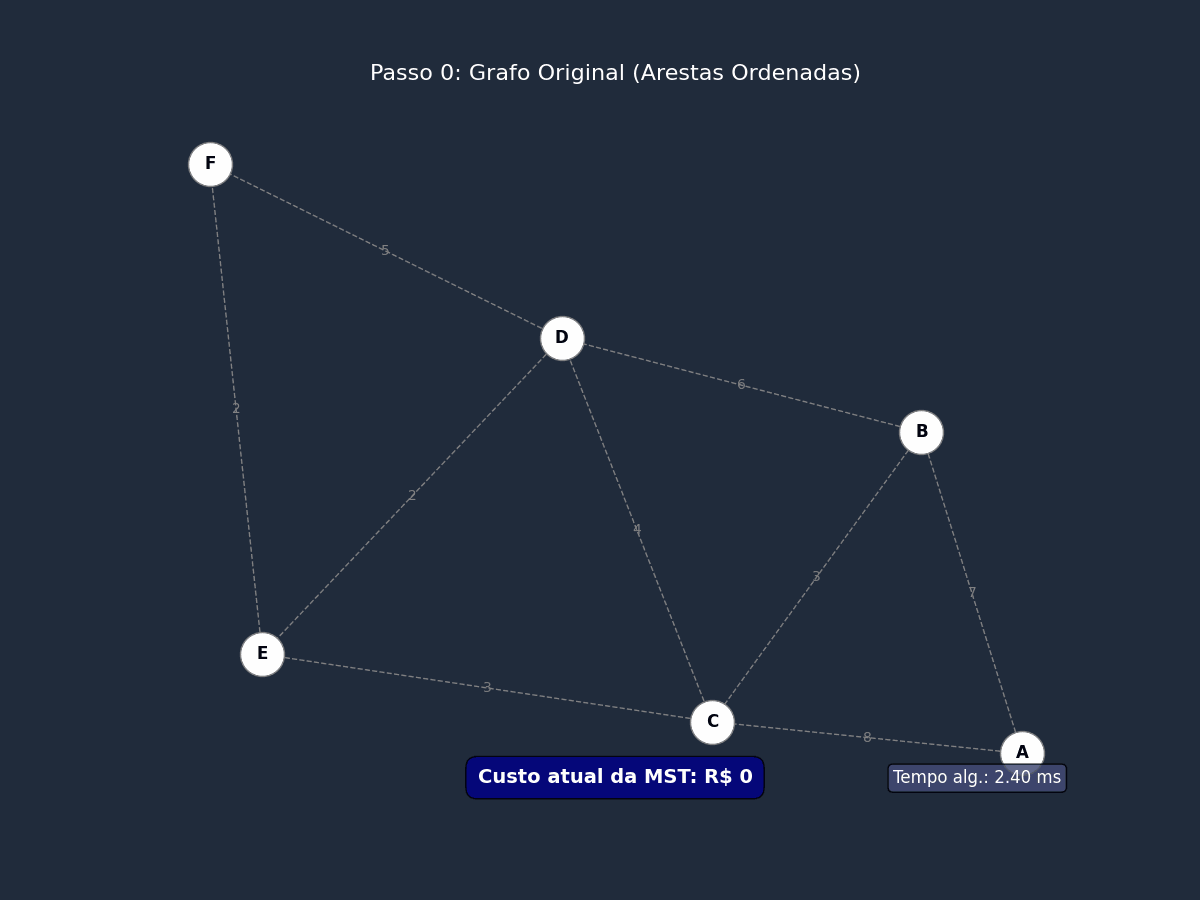 Passo 0: Grafo Original (Arestas Ordenadas)
F
5
D
6
2
B
2
4
3
7
E
3
C
8
A
Custo atual da MST: R$ 0
Tempo alg.: 2.40 ms